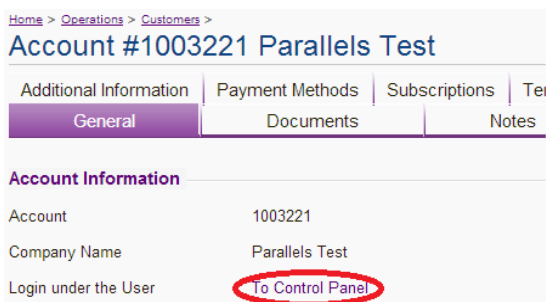 Home > Operations > Customers >
Account #1003221 Parallels Test
Additional Information Payment Methods Subscriptions
General Documents Notes
Account Information
Account 1003221
Company Name Parallels Test
Login under the User To Control Panel